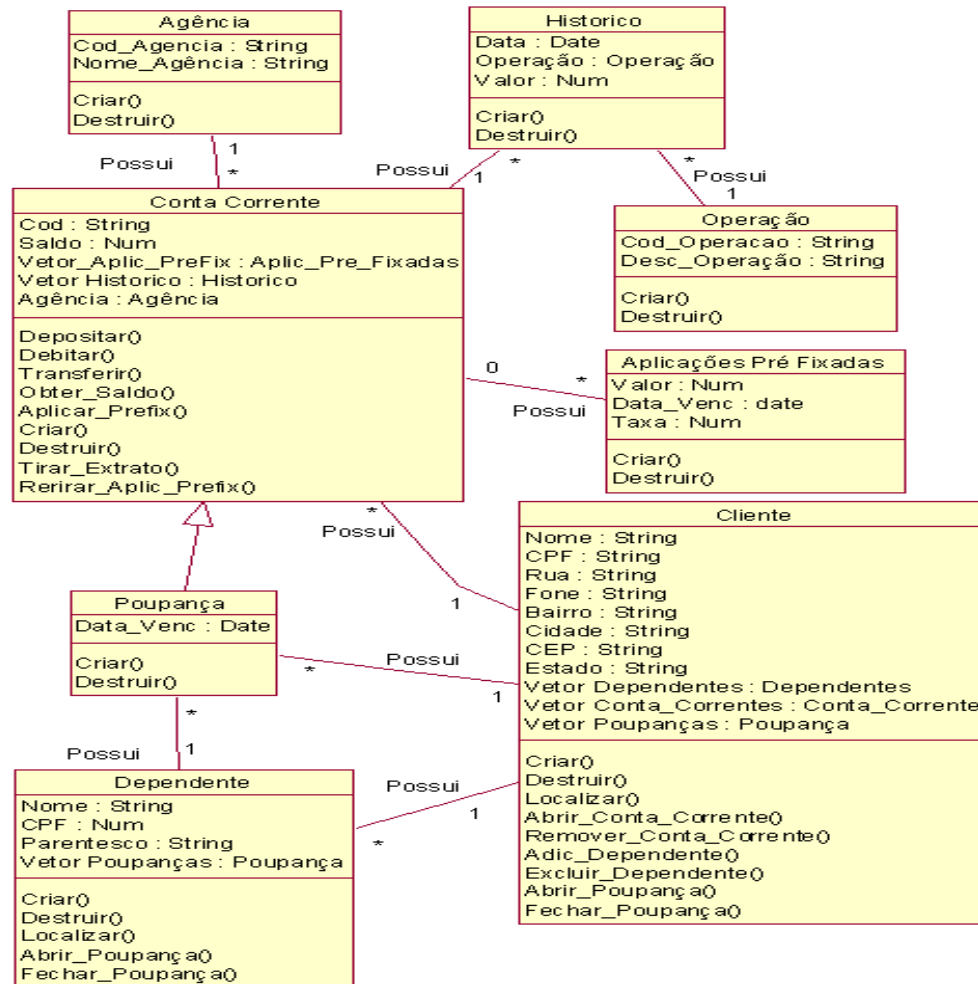 Agência
Cod_Agencia : String
Nome_Agência : String
Criar()
Destruir()
Historico
Data : Date
Operação : Operação
Valor : Num
Criar()
Destruir()
Possui
1
*
Possui
1
*
*
Possui
1
Conta Corrente
Cod : String
Saldo : Num
Vetor_Aplic_PreFix : Aplic_Pre_Fixadas
Vetor Historico : Historico
Agência : Agência
Depositar()
Debitar()
Transferir()
Obter_Saldo()
Aplicar_Prefix()
Criar()
Destruir()
Tirar_Extrato()
Rerirar_Aplic_Prefix()
Operação
Cod_Operacao : String
Desc_Operação : String
Criar()
Destruir()
0
*
Possui
Aplicações Pré Fixadas
Valor : Num
Data_Venc : date
Taxa : Num
Criar()
Destruir()
*
Possui
1
Cliente
Nome : String
CPF : String
Rua : String
Fone : String
Bairro : String
Cidade : String
CEP : String
Estado : String
Vetor Dependentes : Dependentes
Vetor Conta_Correntes : Conta_Corrente
Vetor Poupanças : Poupança
Criar()
Destruir()
Localizar()
Abrir_Conta_Corrente()
Remover_Conta_Corrente()
Adic_Dependente()
Excluir_Dependente()
Abrir_Poupança()
Fechar_Poupança()
Poupança
Data_Venc : Date
Criar()
Destruir()
Possui
*
1
*
Possui
1
Dependente
Nome : String
CPF : Num
Parentesco : String
Vetor Poupanças : Poupança
Criar()
Destruir()
Localizar()
Abrir_Poupança()
Fechar_Poupança()
Possui
1
*